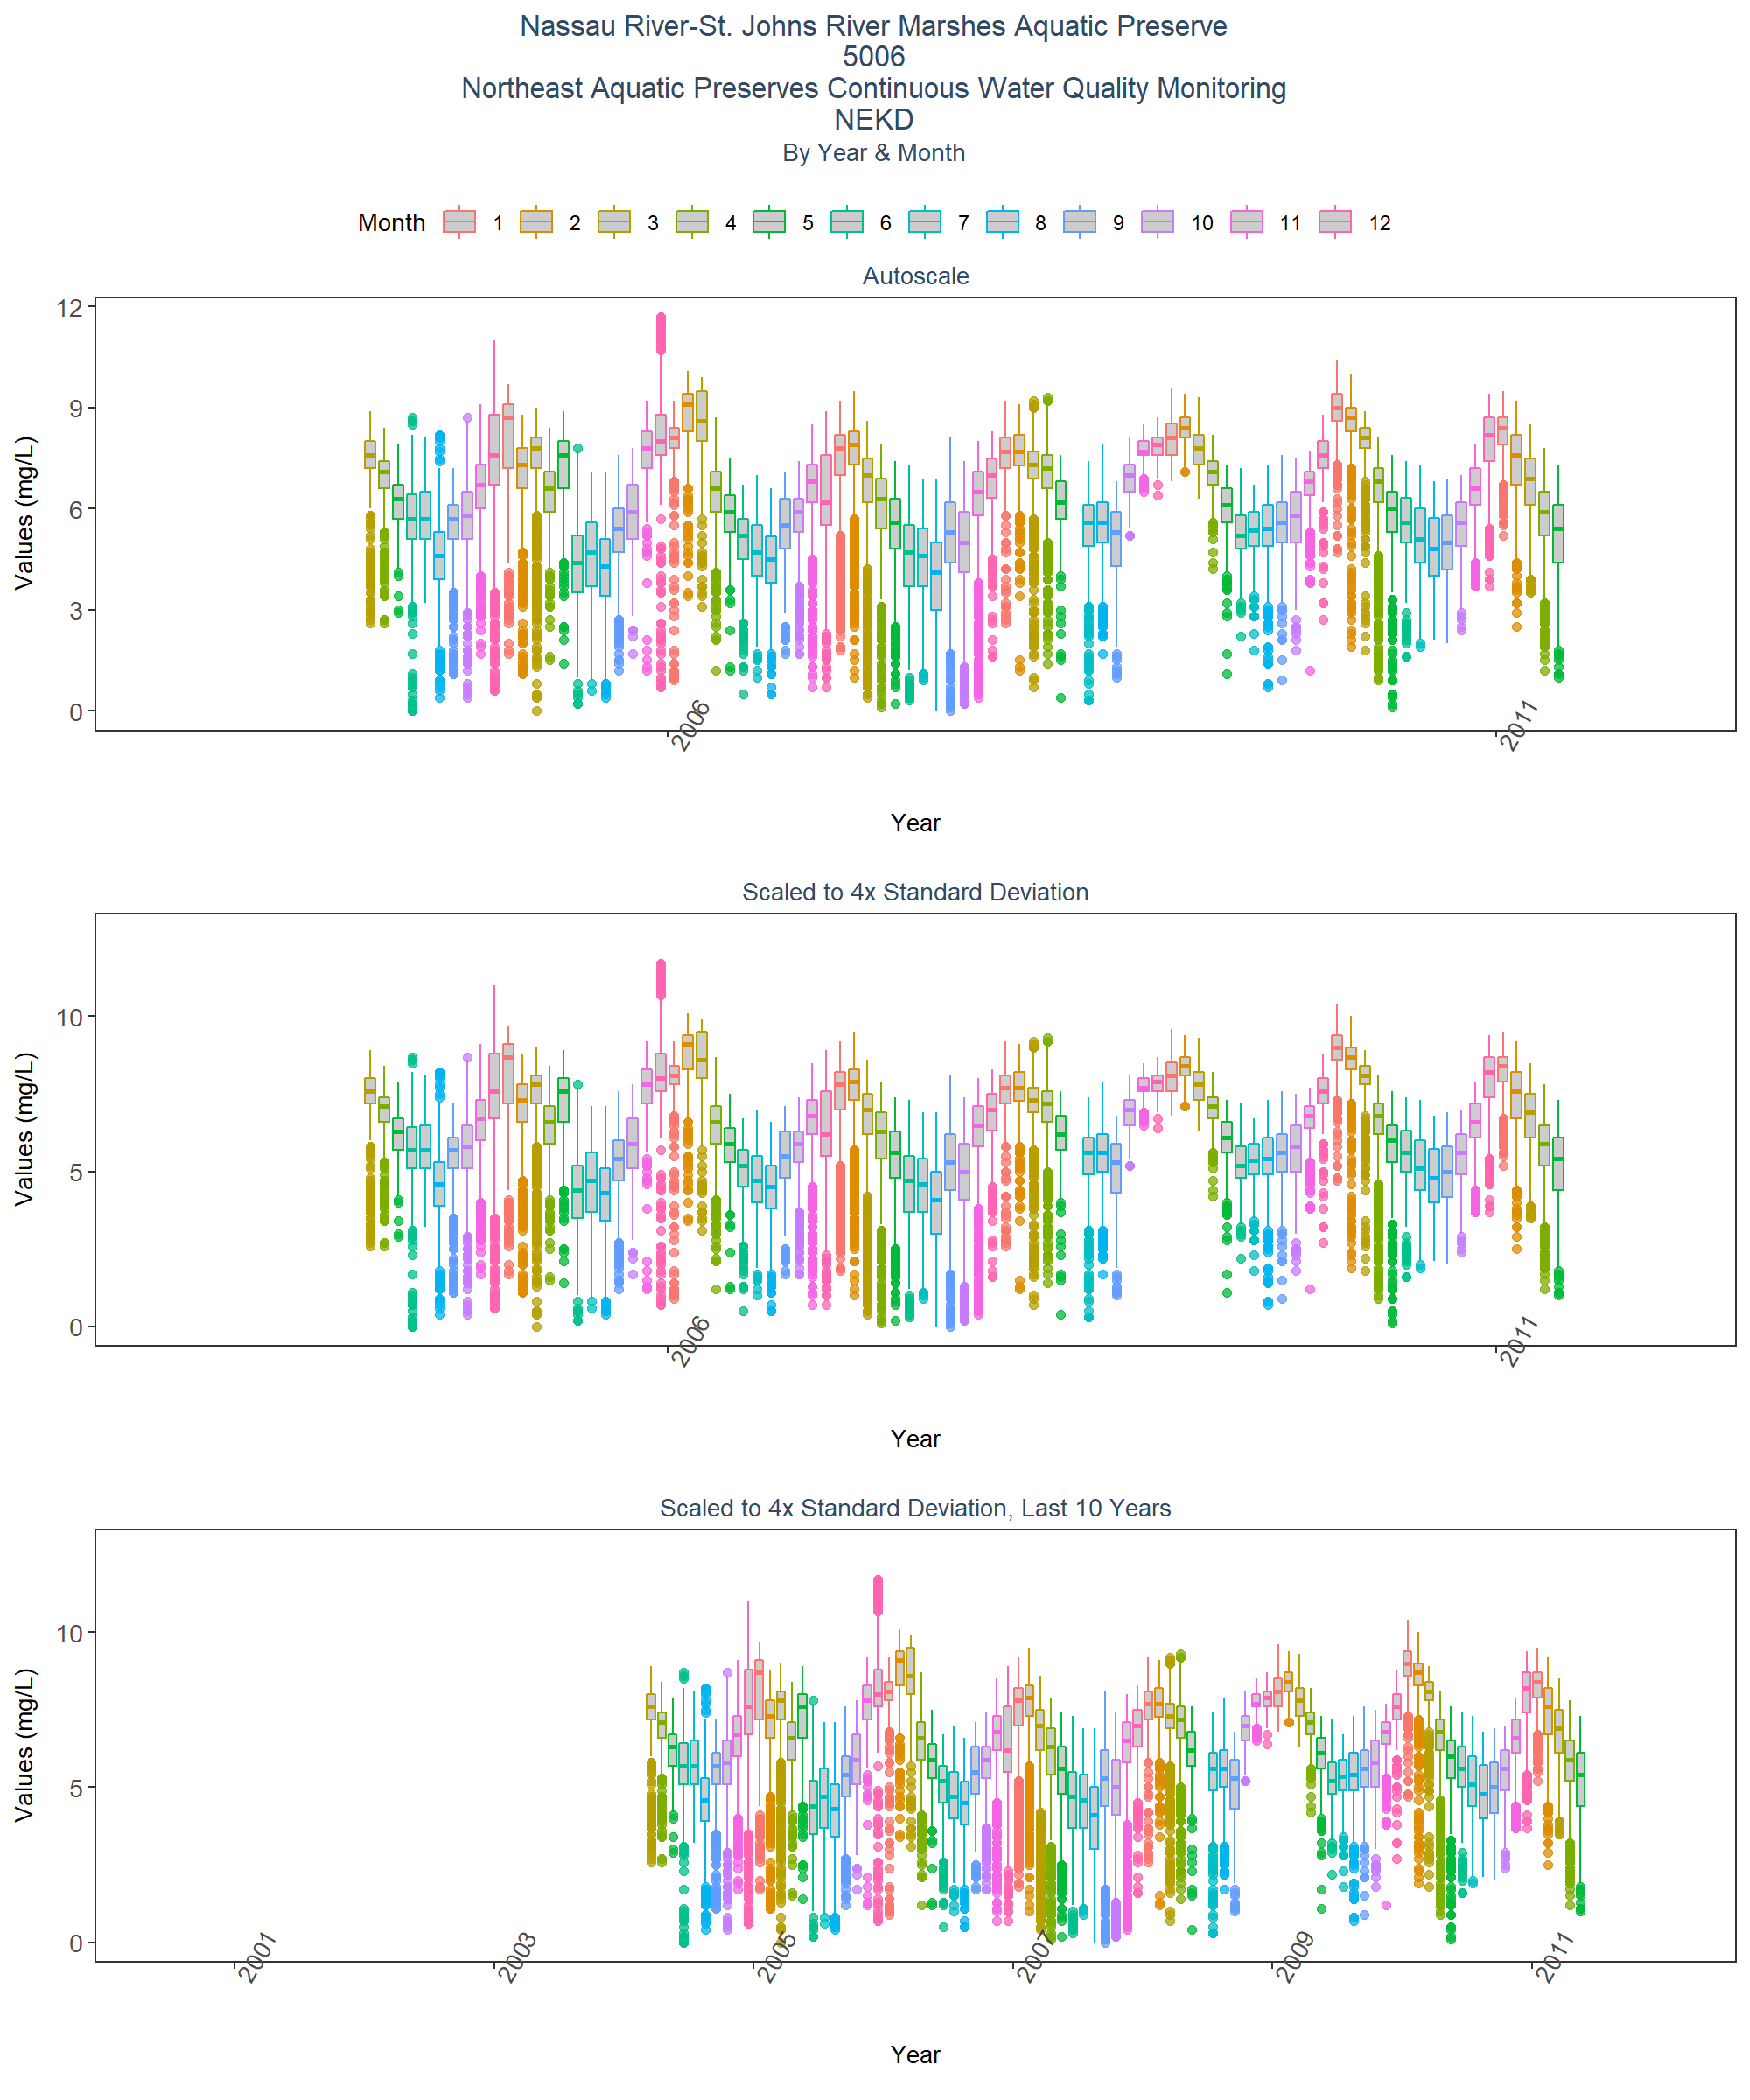 Nassau River-St. Johns River Marshes Aquatic Preserve
5006
Northeast Aquatic Preserves Continuous Water Quality Monitoring
NEKD
By Year & Month
Month 1 2 3 4 5 6 7 8 9 10 11 12
Autoscale
Values (mg/L)
12
9
6
3
0
2006 2011
Year
Scaled to 4x Standard Deviation
Values (mg/L)
10
5
0
2006 2011
Year
Scaled to 4x Standard Deviation, Last 10 Years
Values (mg/L)
10
5
0
2001 2003 2005 2007 2009 2011
Year